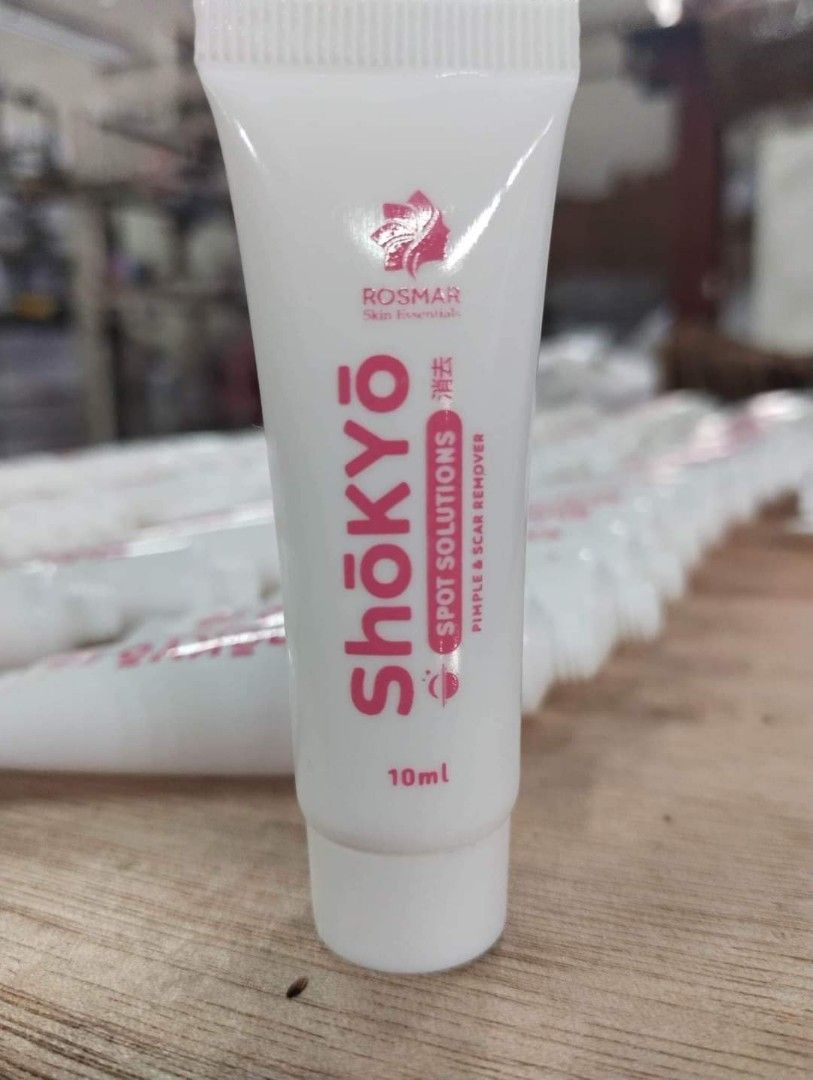 ROSMAR
Skin Essentials
ShōKYō
消去
SPOT SOLUTIONS
PIMPLE & SCAR REMOVER
10ml